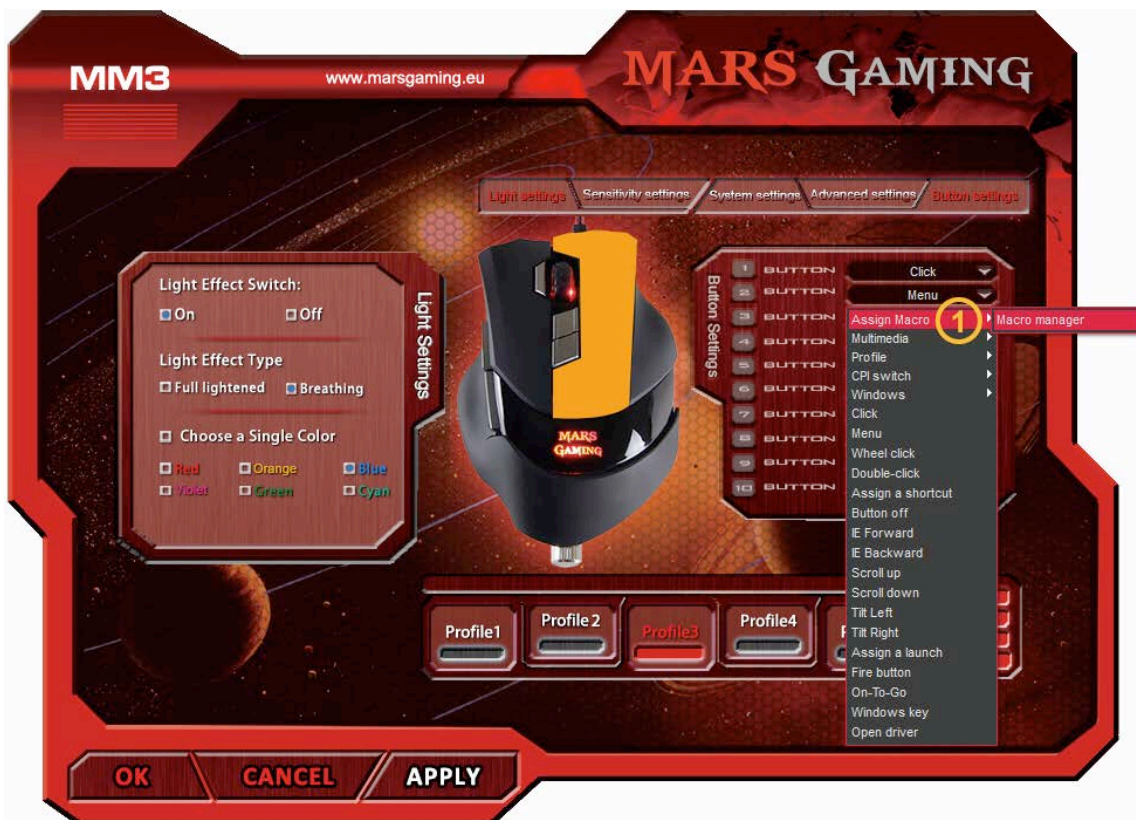 MM3
www.marsgaming.eu
MARS GAMING
Light settings
Sensitivity settings
System settings
Advanced settings
Button settings
Light Effect Switch:
On
Off
Light Effect Type
Full lightened
Breathing
Choose a Single Color
Red
Orange
Blue
Violet
Green
Cyan
Light Settings
MARS
GAMING
Button Settings
1 BUTTON Click
2 BUTTON Menu
3 BUTTON
4 BUTTON
5 BUTTON
6 BUTTON
7 BUTTON
8 BUTTON
9 BUTTON
10 BUTTON
Assign Macro
1
Macro manager
Multimedia
Profile
CPI switch
Windows
Click
Menu
Wheel click
Double-click
Assign a shortcut
Button off
IE Forward
IE Backward
Scroll up
Scroll down
Tilt Left
Tilt Right
Assign a launch
Fire button
On-To-Go
Windows key
Open driver
Profile1
Profile 2
Profile3
Profile4
OK
CANCEL
APPLY